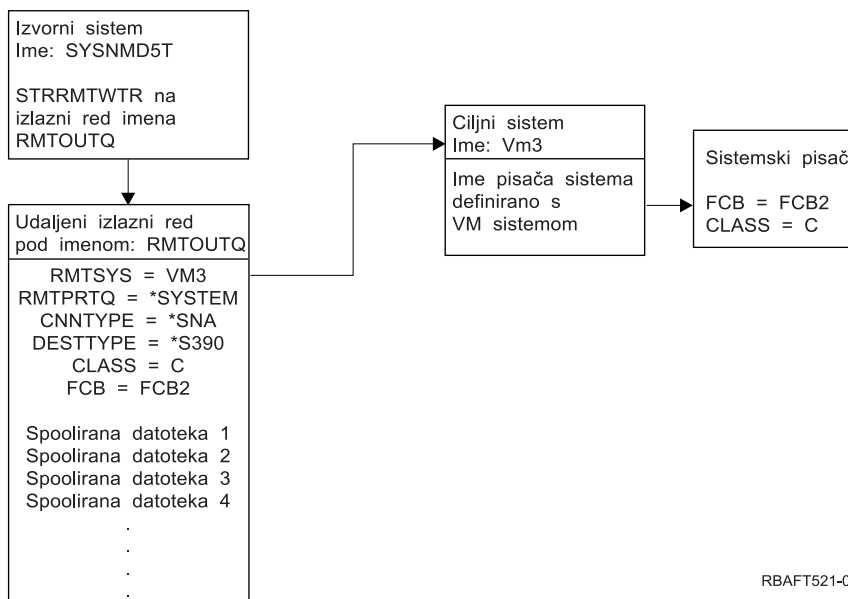 Izvorni sistem
Ime: SYSNMD5T
STRRMTWTR na
izlazni red imena
RMTOUTQ
Udaljeni izlazni red
pod imenom: RMTOUTQ
RMTSYS = VM3
RMTPRTQ = *SYSTEM
CNNTYPE = *SNA
DESTTYPE = *S390
CLASS = C
FCB = FCB2
Spoolirana datoteka 1
Spoolirana datoteka 2
Spoolirana datoteka 3
Spoolirana datoteka 4
.
.
.
.
Ciljni sistem
Ime: Vm3
Ime pisača sistema
definirano s
VM sistemom
Sistemski pisač
FCB = FCB2
CLASS = C
RBAFT521-0